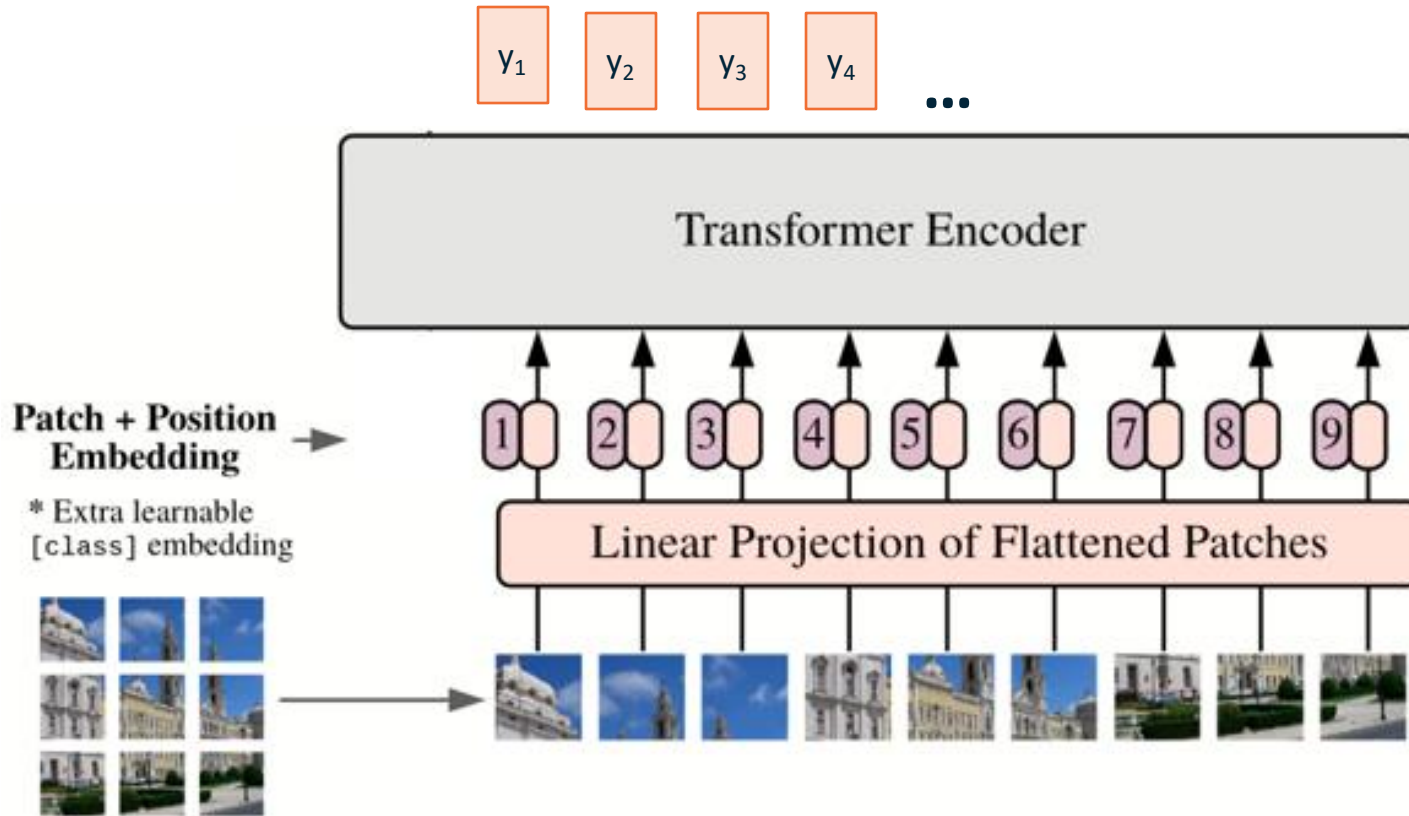 y₁ y₂ y₃ y₄ ...
Transformer Encoder
Patch + Position
Embedding
1 2 3 4 5 6 7 8 9
* Extra learnable
[class] embedding
Linear Projection of Flattened Patches